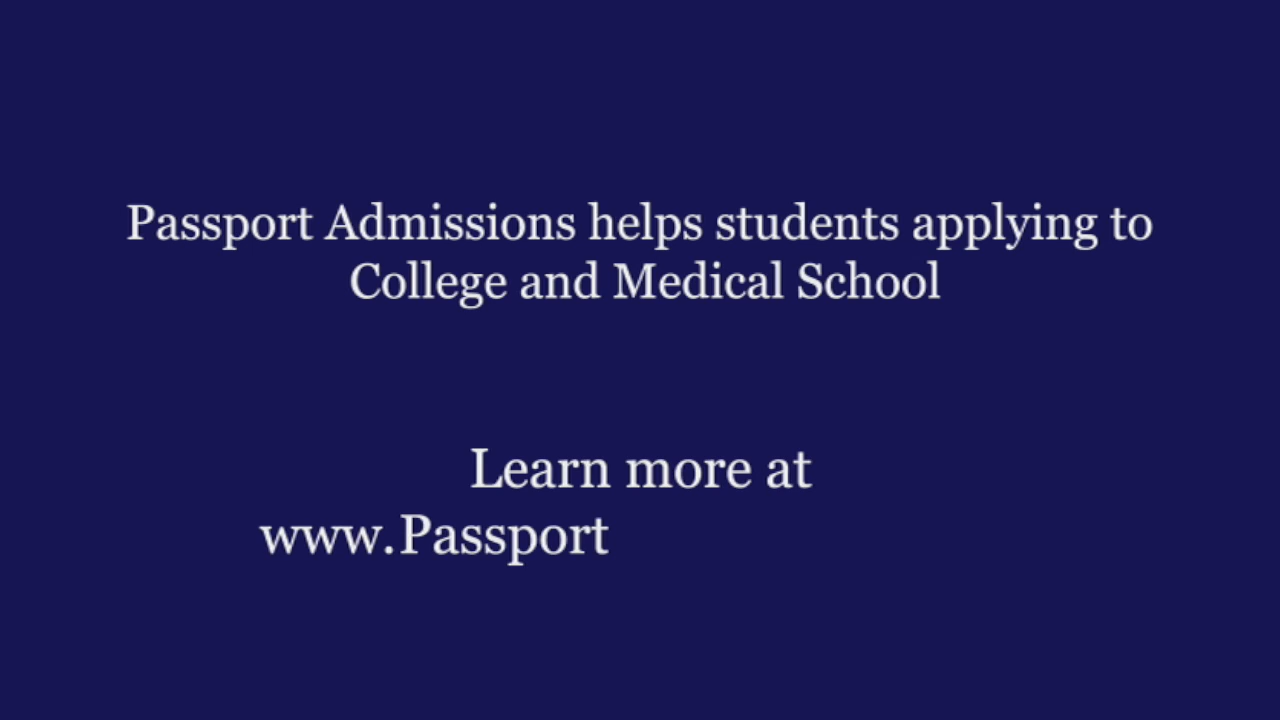 Passport Admissions helps students applying to
College and Medical School
Learn more at
www.Passport